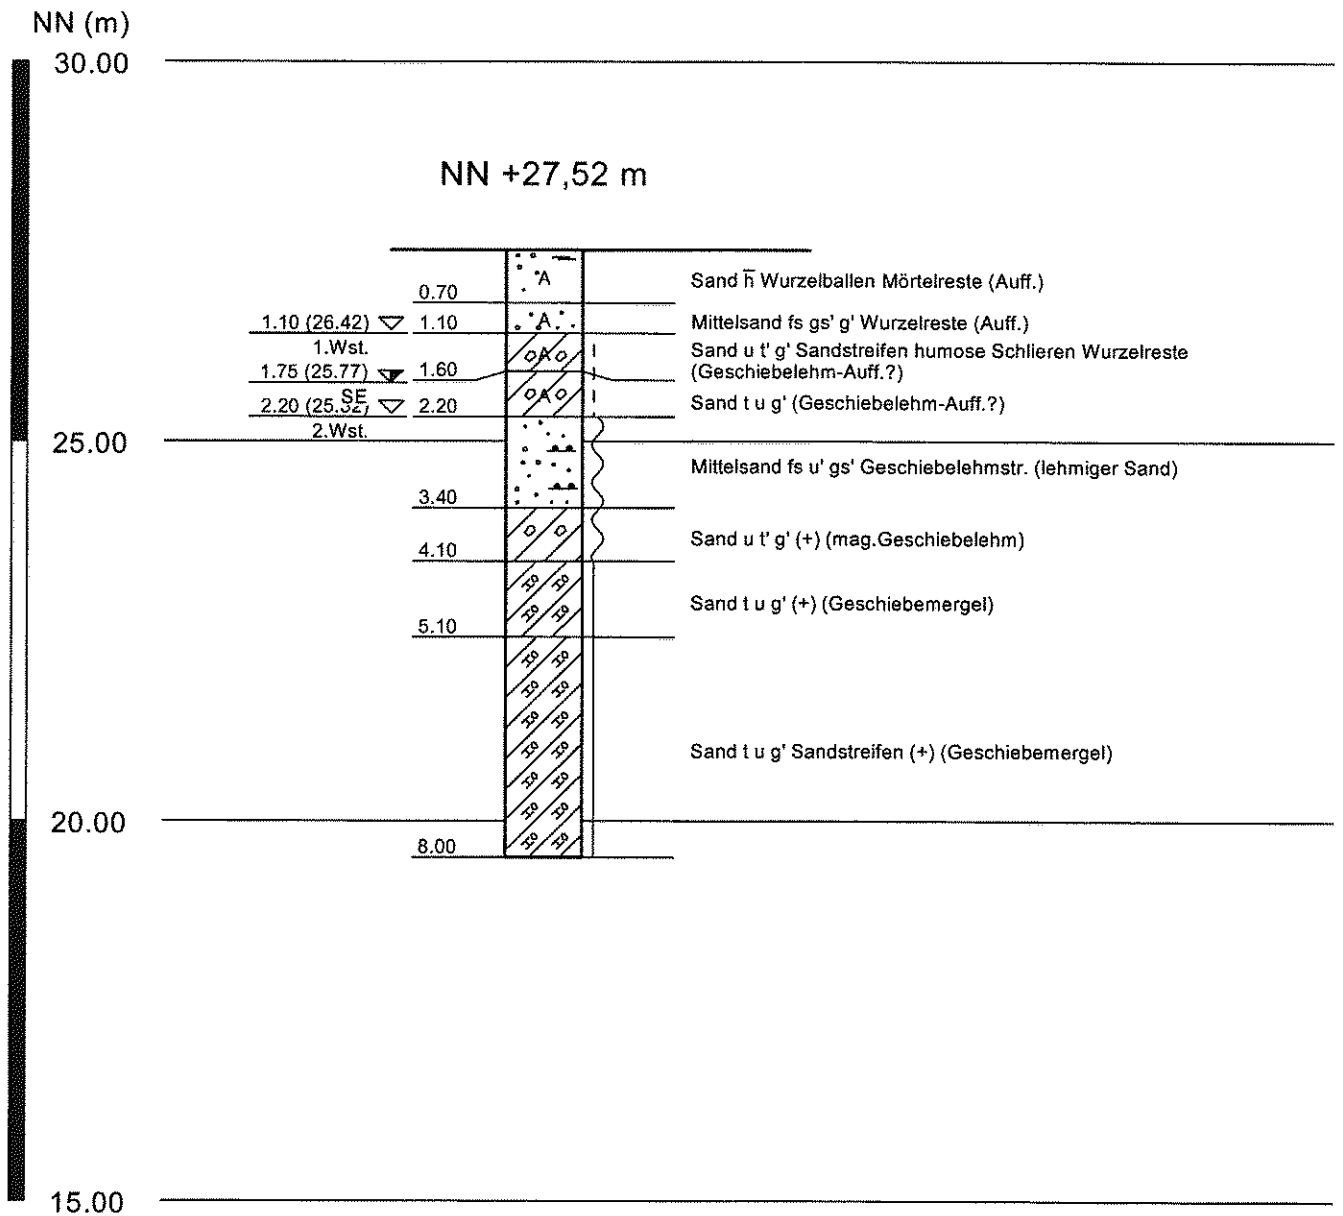 NN (m)
30.00
NN +27,52 m
A
0.70
Sand h̅ Wurzelballen Mörtelreste (Auff.)
1.10 (26.42)
1.10
A
Mittelsand fs gs' g' Wurzelreste (Auff.)
1.Wst.
A
Sand u t' g' Sandstreifen humose Schlieren Wurzelreste
(Geschiebelehm-Auff.?)
1.75 (25.77)
1.60
SE
A
2.20 (25.32)
2.20
Sand t u g' (Geschiebelehm-Auff.?)
2.Wst.
25.00
Mittelsand fs u' gs' Geschiebelehmstr. (lehmiger Sand)
3.40
Sand u t' g' (+) (mag.Geschiebelehm)
4.10
Sand t u g' (+) (Geschiebemergel)
5.10
Sand t u g' Sandstreifen (+) (Geschiebemergel)
20.00
8.00
15.00